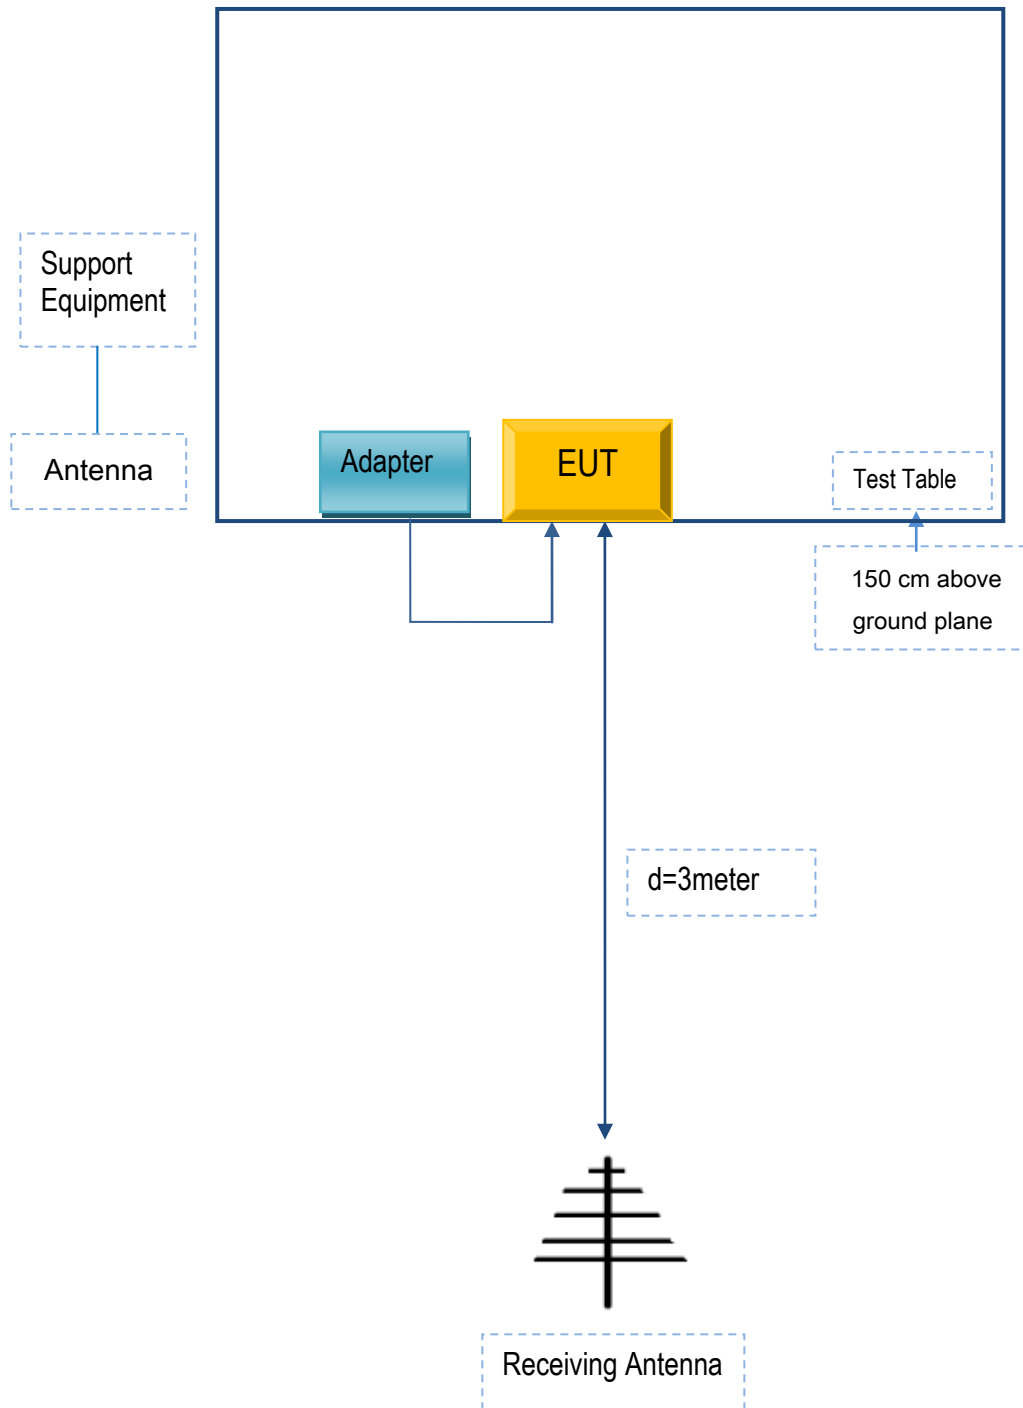 Support
Equipment
Antenna
Adapter
EUT
Test Table
150 cm above
ground plane
d=3meter
Receiving Antenna